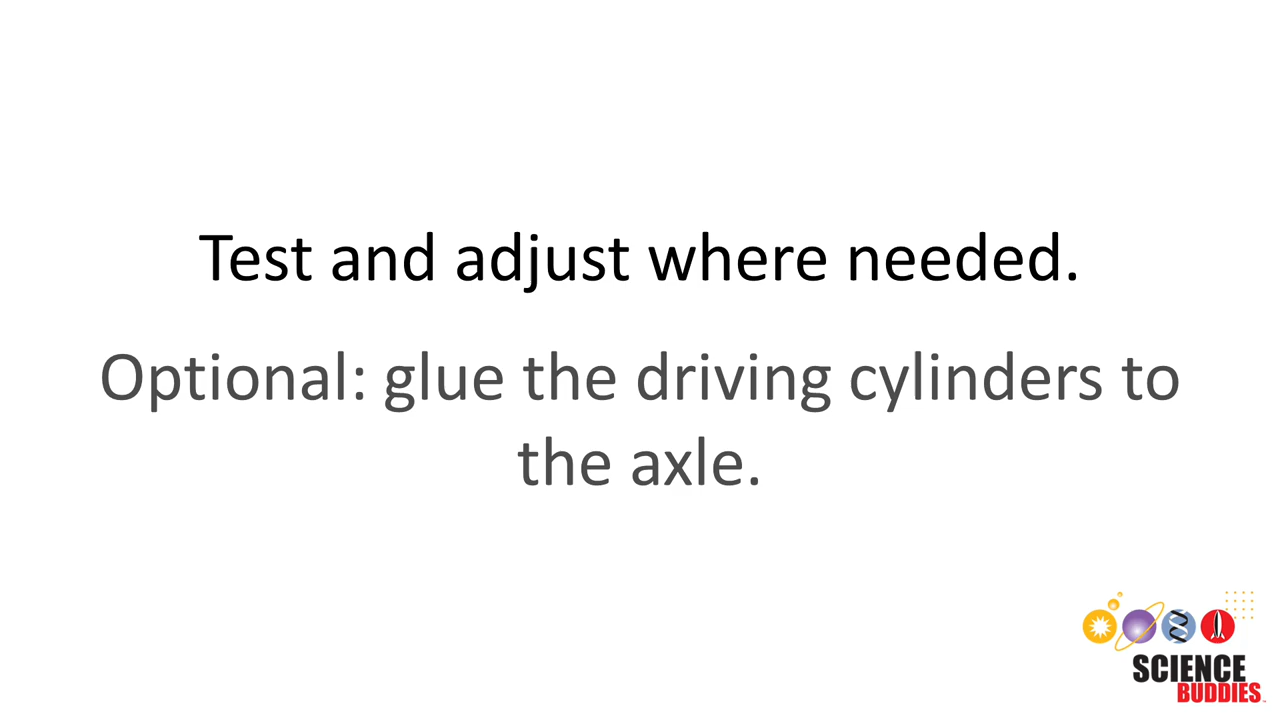 Test and adjust where needed.
Optional: glue the driving cylinders to
the axle.
SCIENCE
BUDDIES